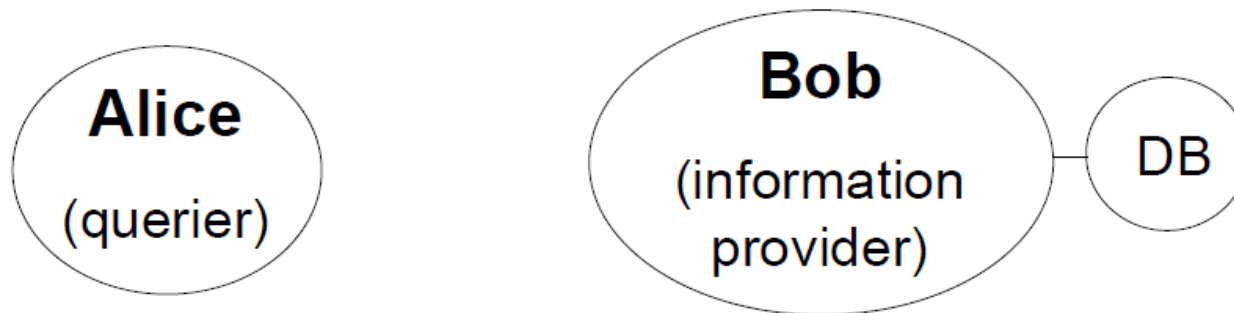 Alice
(querier)
Bob
(information
provider)
DB